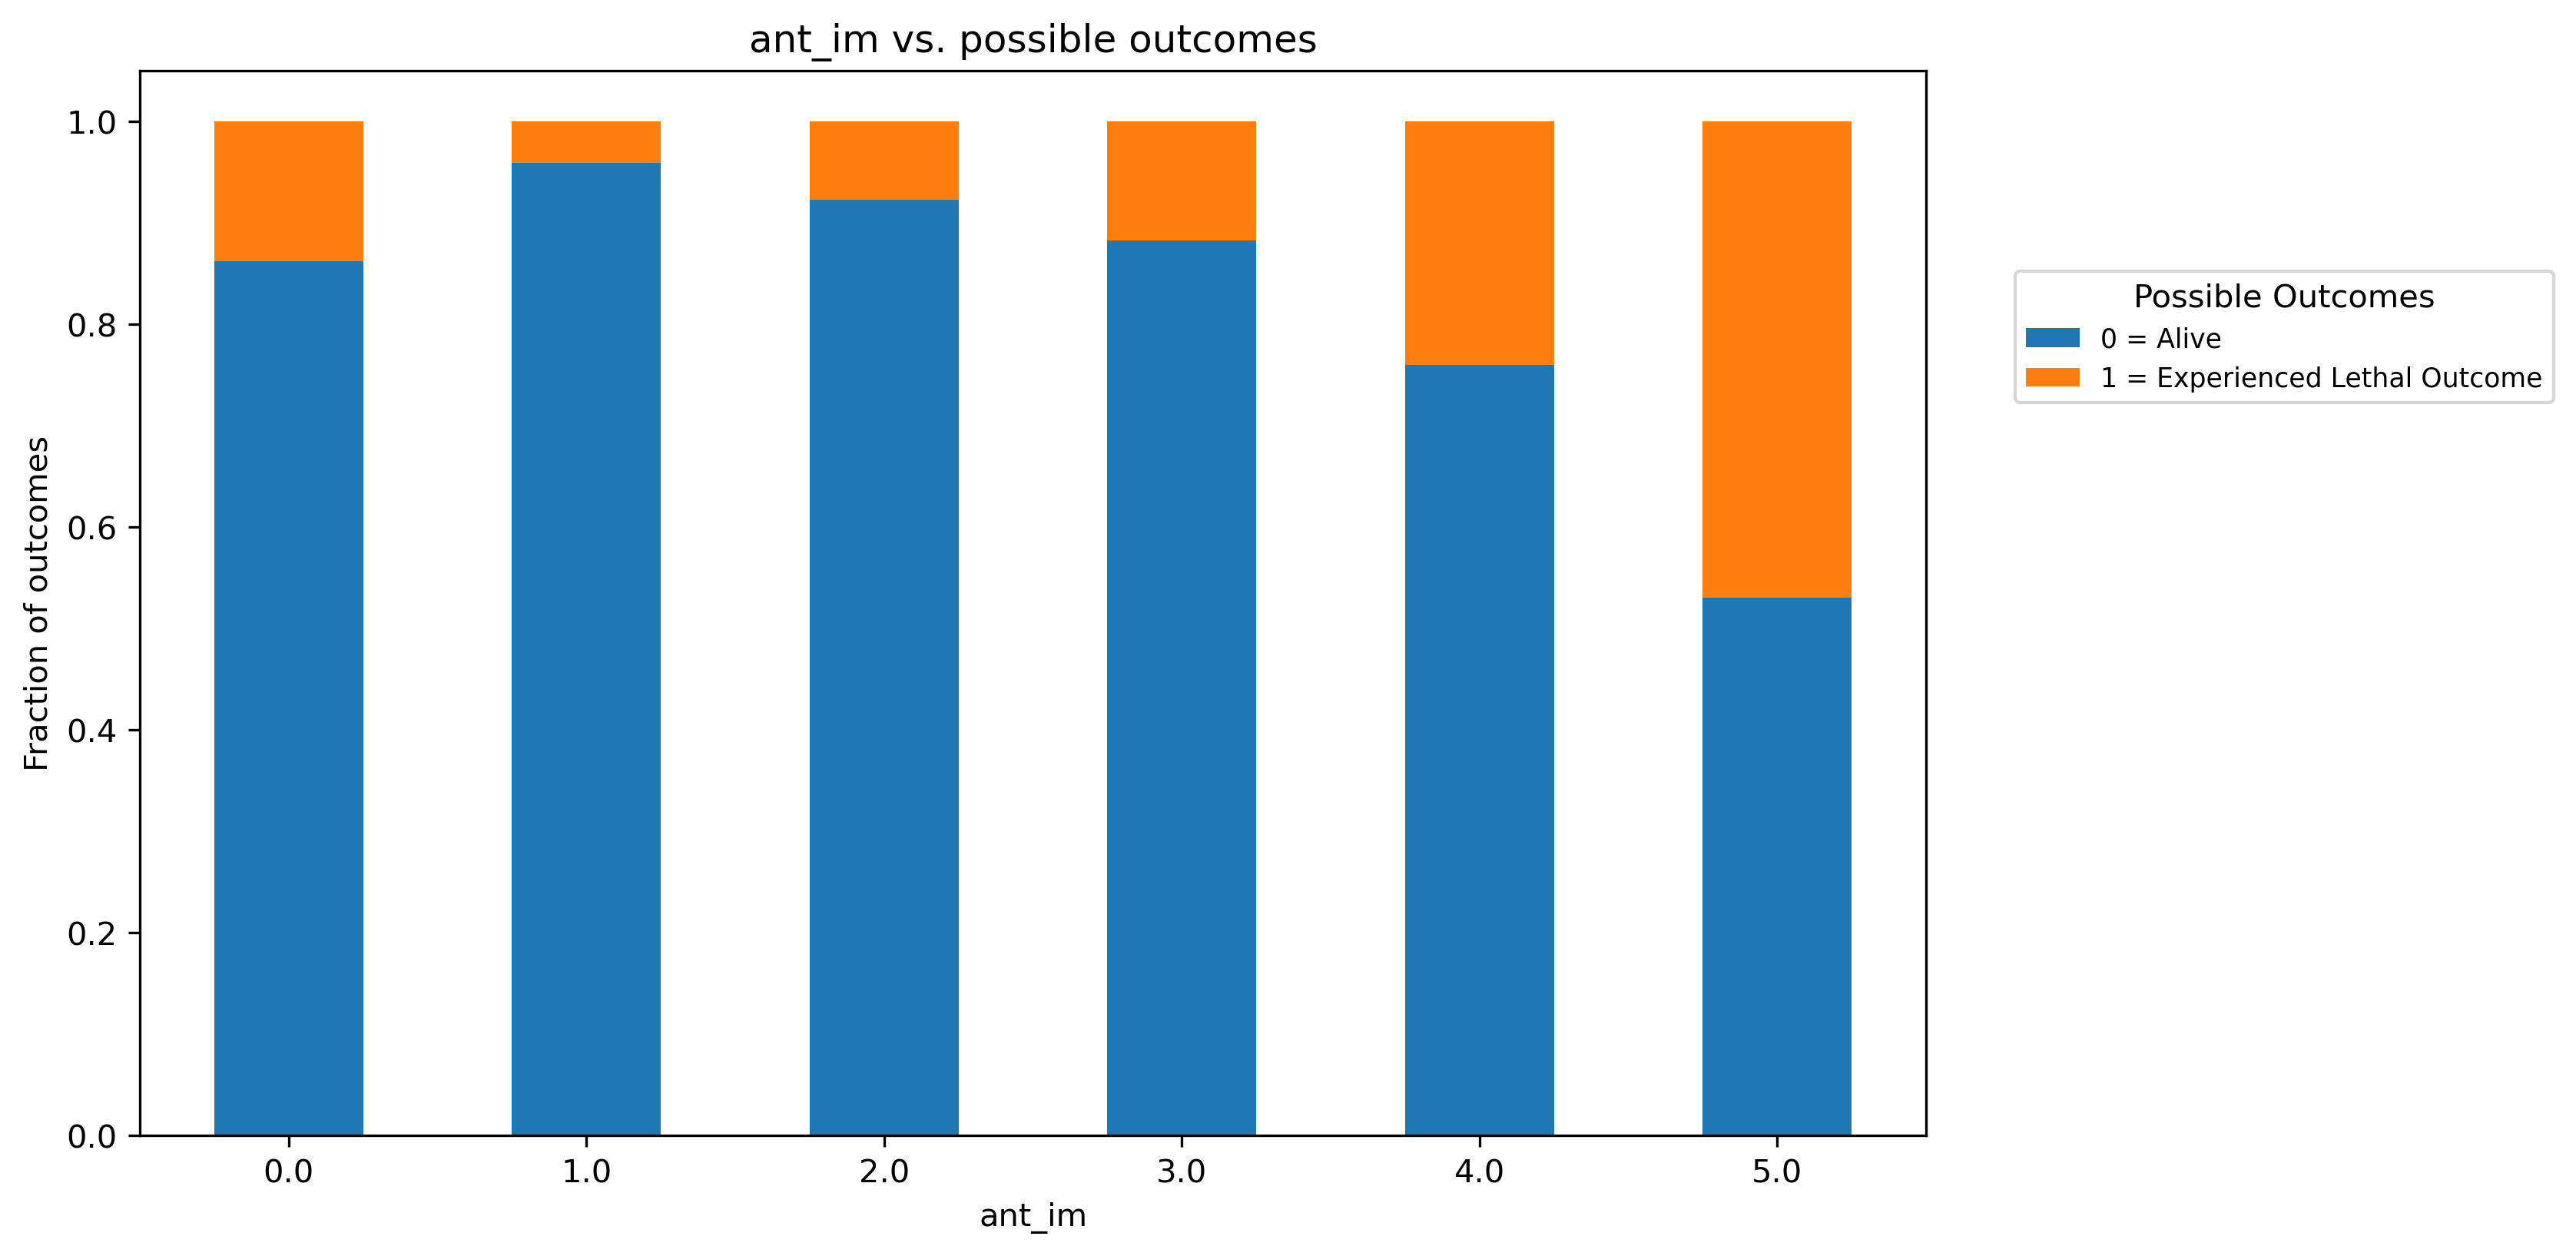 ant_im vs. possible outcomes
1.0
0.8
0.6
0.4
0.2
0.0
Fraction of outcomes
0.0 1.0 2.0 3.0 4.0 5.0
ant_im
Possible Outcomes
0 = Alive
1 = Experienced Lethal Outcome